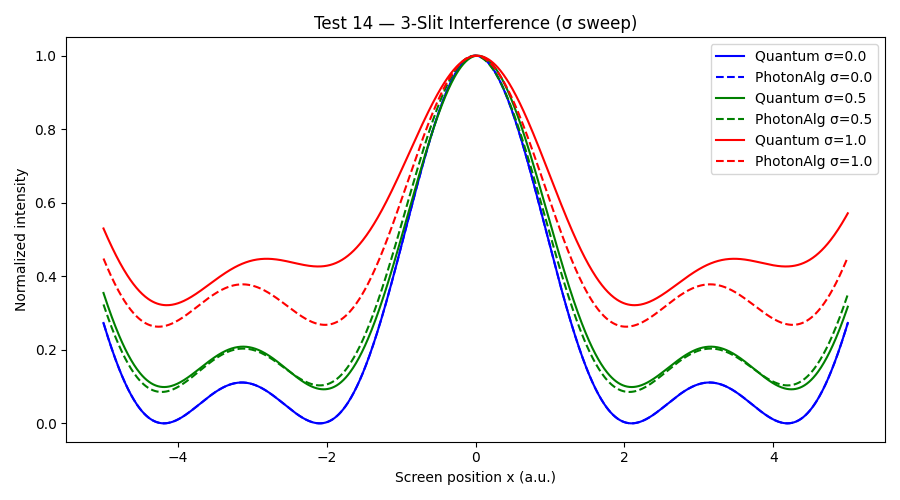 Test 14 — 3-Slit Interference (σ sweep)
Normalized intensity
1.0
0.8
0.6
0.4
0.2
0.0
Quantum σ=0.0
PhotonAlg σ=0.0
Quantum σ=0.5
PhotonAlg σ=0.5
Quantum σ=1.0
PhotonAlg σ=1.0
−4
−2
0
2
4
Screen position x (a.u.)